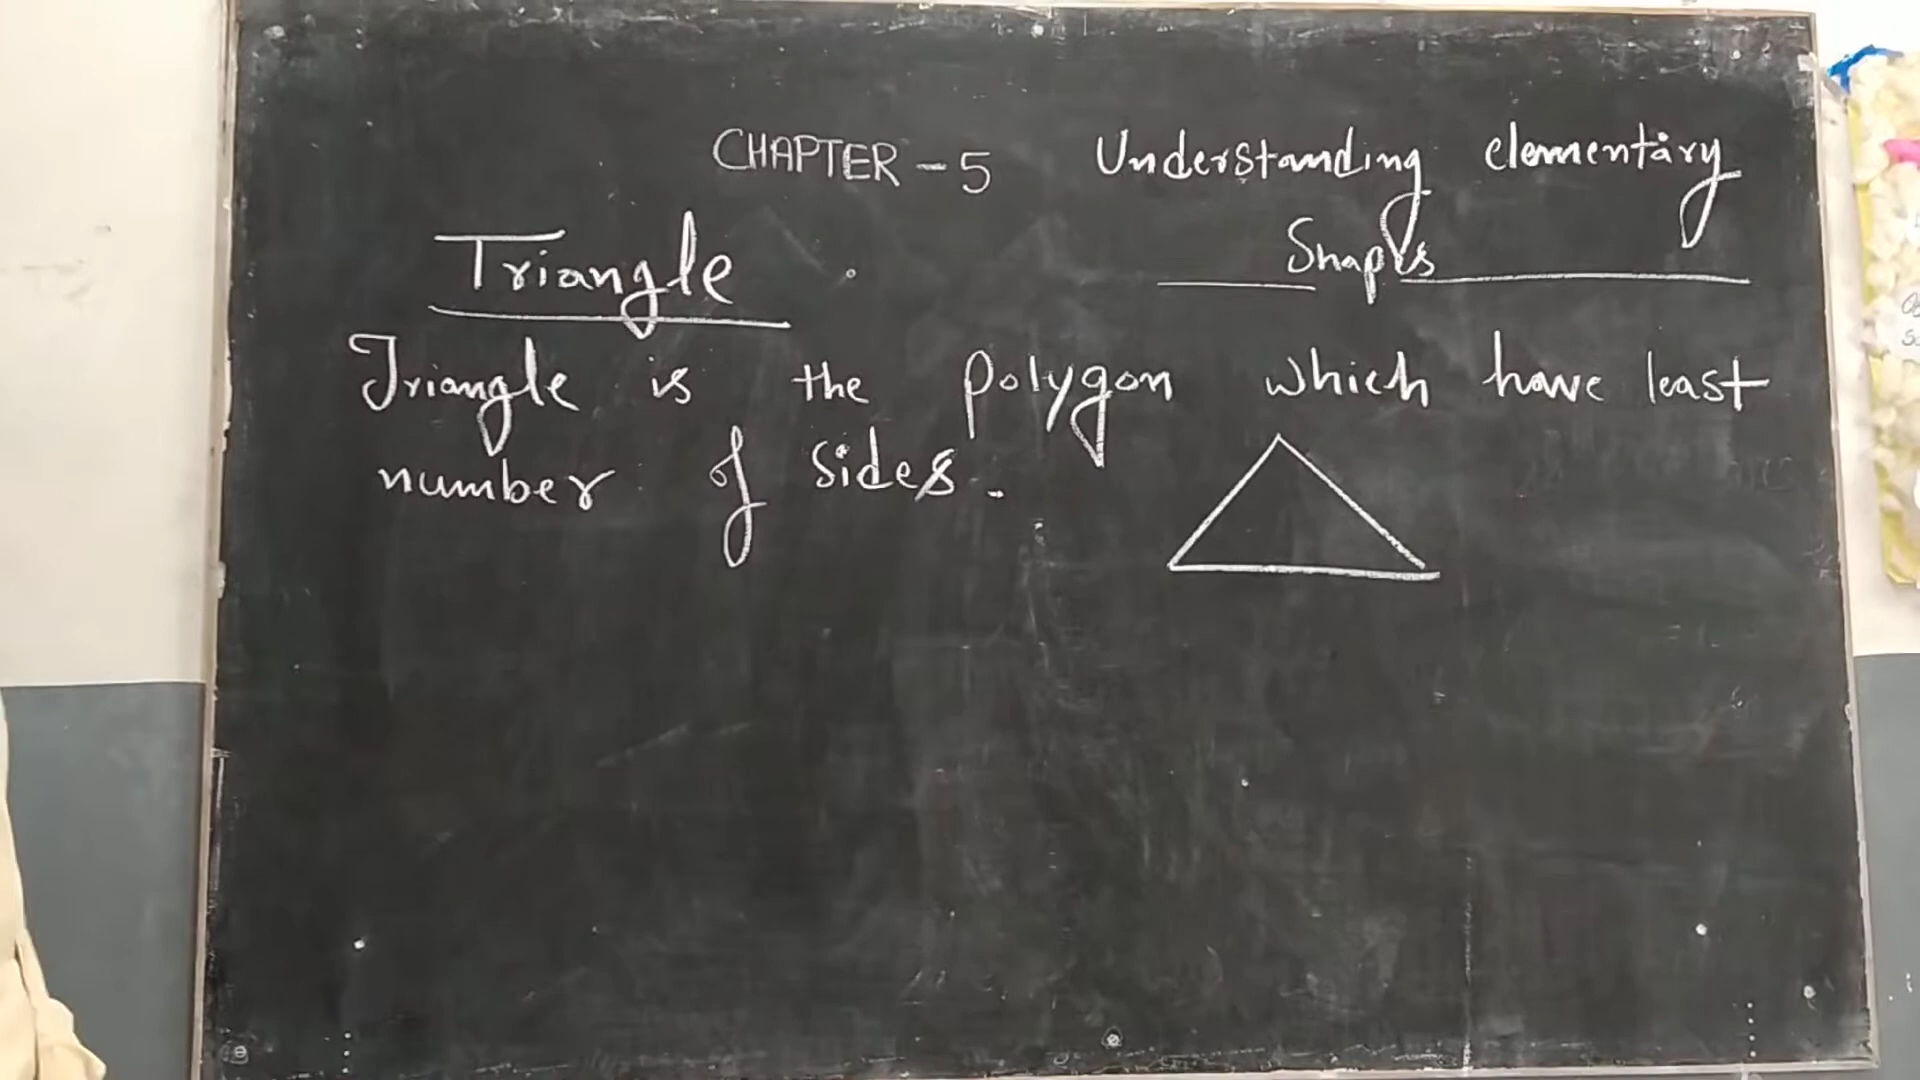 CHAPTER - 5 Understanding elementary
Shapes
Triangle
Triangle is the polygon which have least
number of sides.